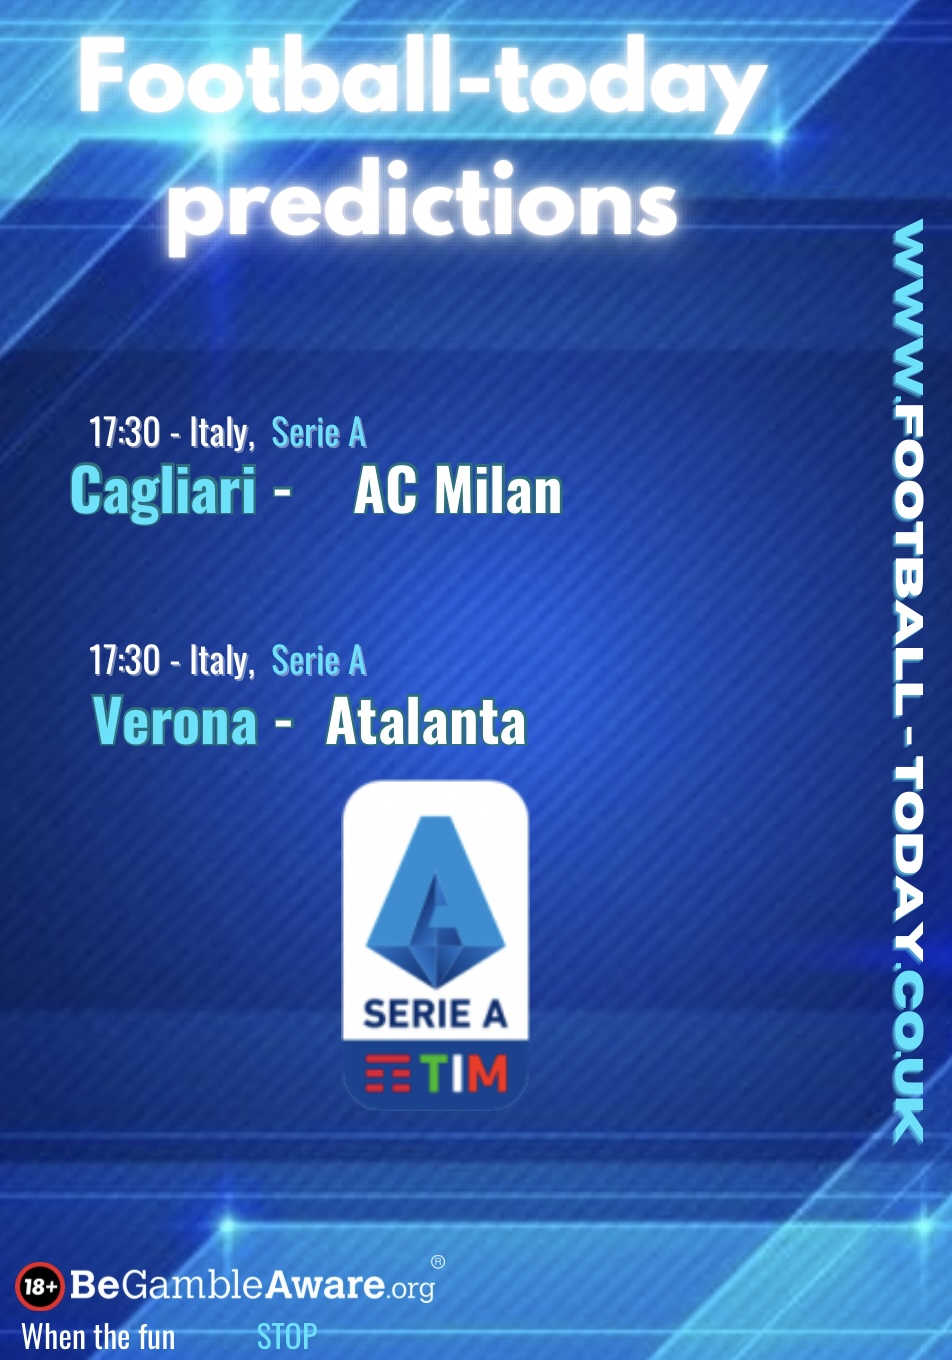 Football-today
predictions
17:30 - Italy, Serie A
Cagliari - AC Milan
17:30 - Italy, Serie A
Verona - Atalanta
SERIE A
TIM
WWW.FOOTBALL-TODAY.CO.UK
18+ BeGambleAware.org®
When the fun STOP